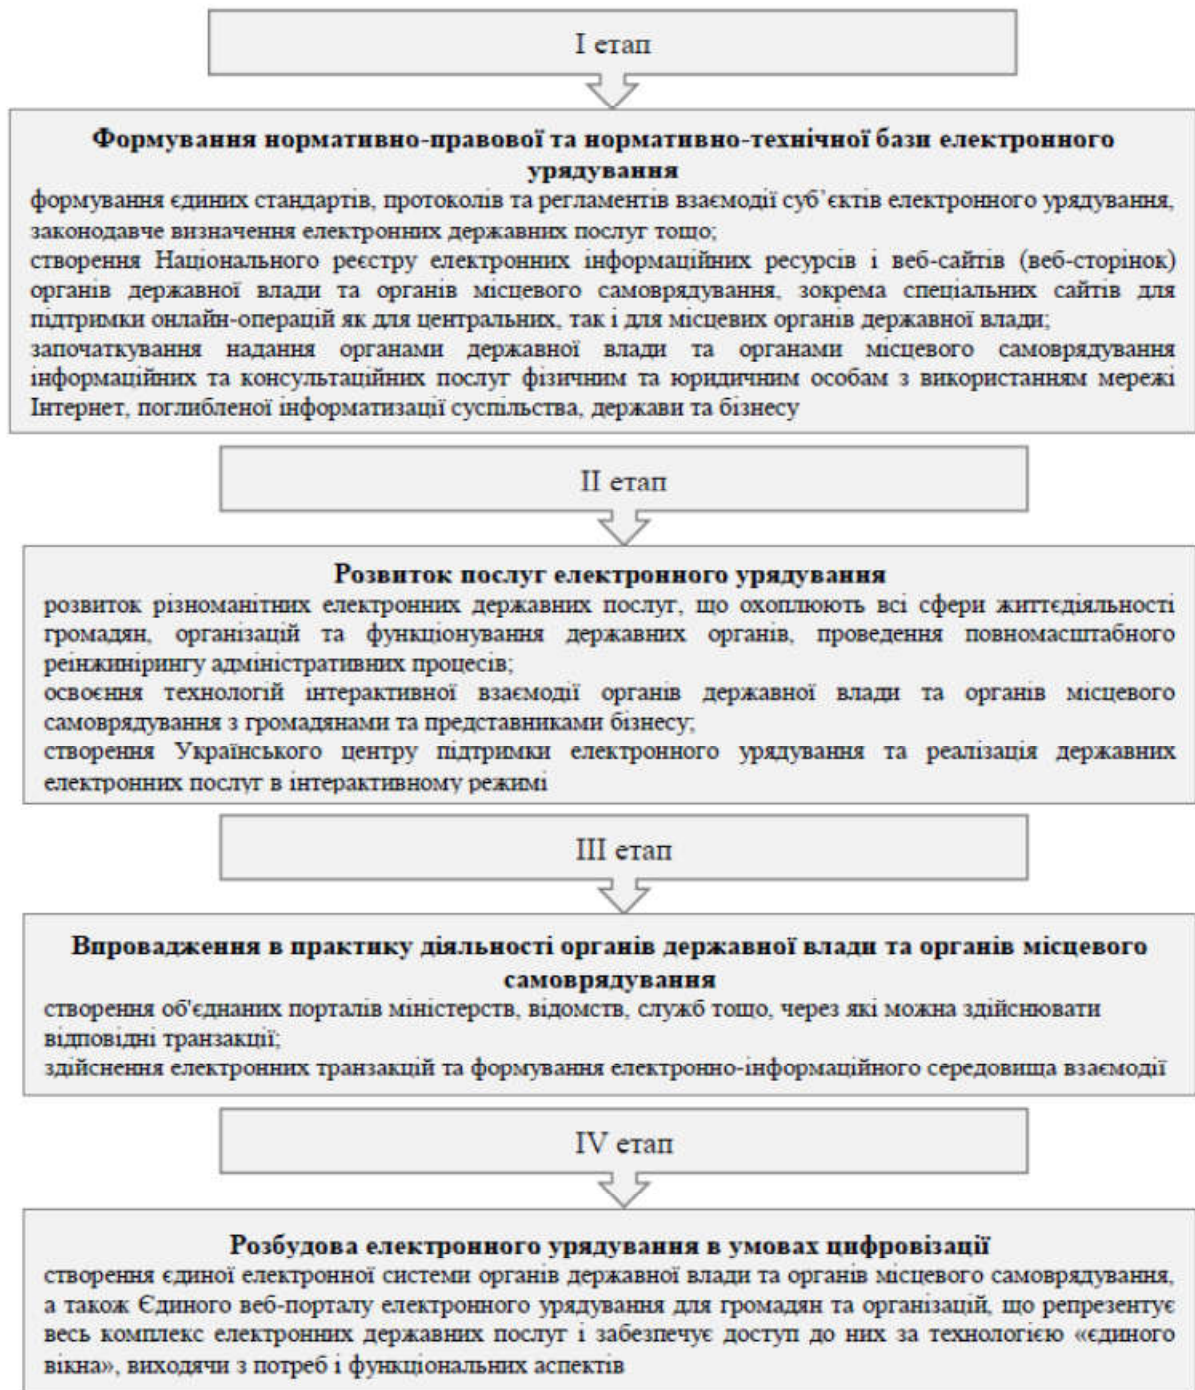 І етап
Формування нормативно-правової та нормативно-технічної бази електронного
урядування
формування єдиних стандартів, протоколів та регламентів взаємодії суб’єктів електронного урядування,
законодавче визначення електронних державних послуг тощо;
створення Національного реєстру електронних інформаційних ресурсів і веб-сайтів (веб-сторінок)
органів державної влади та органів місцевого самоврядування, зокрема спеціальних сайтів для
підтримки онлайн-операцій як для центральних, так і для місцевих органів державної влади;
започаткування надання органами державної влади та органами місцевого самоврядування
інформаційних та консультаційних послуг фізичним та юридичним особам з використанням мережі
Інтернет, поглибленої інформатизації суспільства, держави та бізнесу
ІІ етап
Розвиток послуг електронного урядування
розвиток різноманітних електронних державних послуг, що охоплюють всі сфери життєдіяльності
громадян, організацій та функціонування державних органів, проведення повномасштабного
реінжинірингу адміністративних процесів;
освоєння технологій інтерактивної взаємодії органів державної влади та органів місцевого
самоврядування з громадянами та представниками бізнесу;
створення Українського центру підтримки електронного урядування та реалізація державних
електронних послуг в інтерактивному режимі
ІІІ етап
Впровадження в практику діяльності органів державної влади та органів місцевого
самоврядування
створення об'єднаних порталів міністерств, відомств, служб тощо, через які можна здійснювати
відповідні транзакції;
здійснення електронних транзакцій та формування електронно-інформаційного середовища взаємодії
IV етап
Розбудова електронного урядування в умовах цифровізації
створення єдиної електронної системи органів державної влади та органів місцевого самоврядування,
а також Єдиного веб-порталу електронного урядування для громадян та організацій, що репрезентує
весь комплекс електронних державних послуг і забезпечує доступ до них за технологією «єдиного
вікна», виходячи з потреб і функціональних аспектів